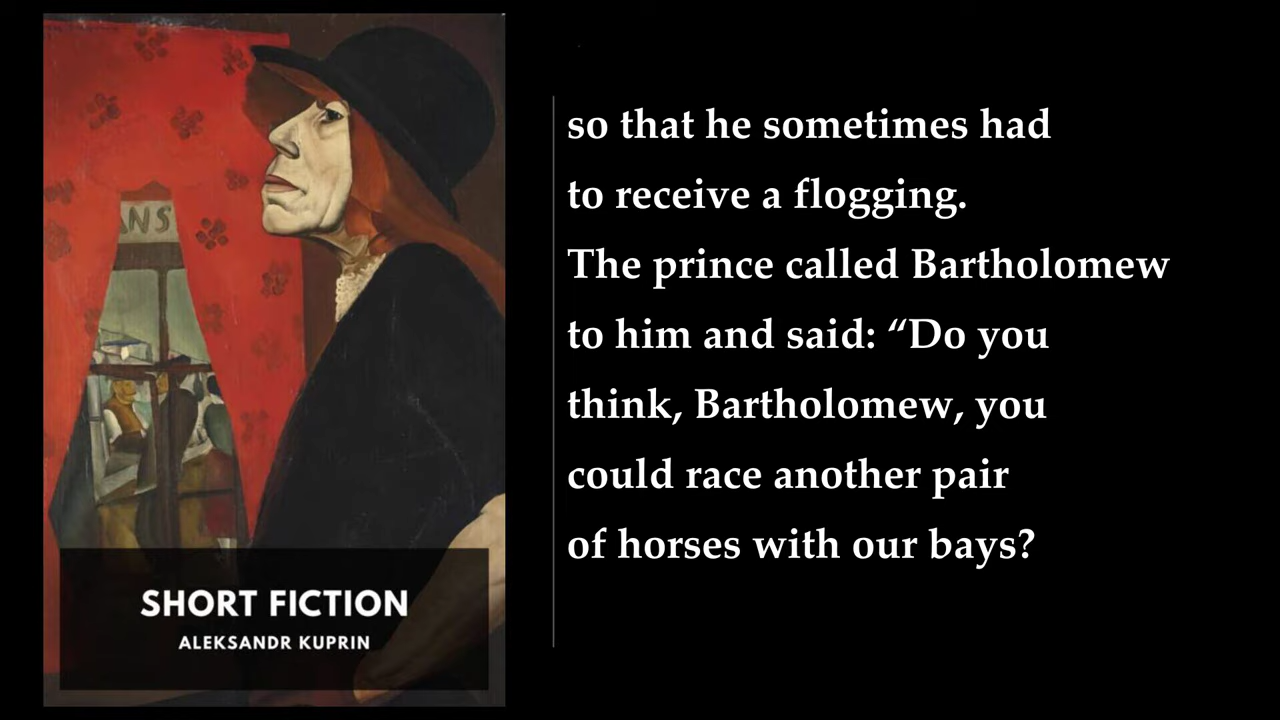 ANS
SHORT FICTION
ALEKSANDR KUPRIN
so that he sometimes had
to receive a flogging.
The prince called Bartholomew
to him and said: “Do you
think, Bartholomew, you
could race another pair
of horses with our bays?